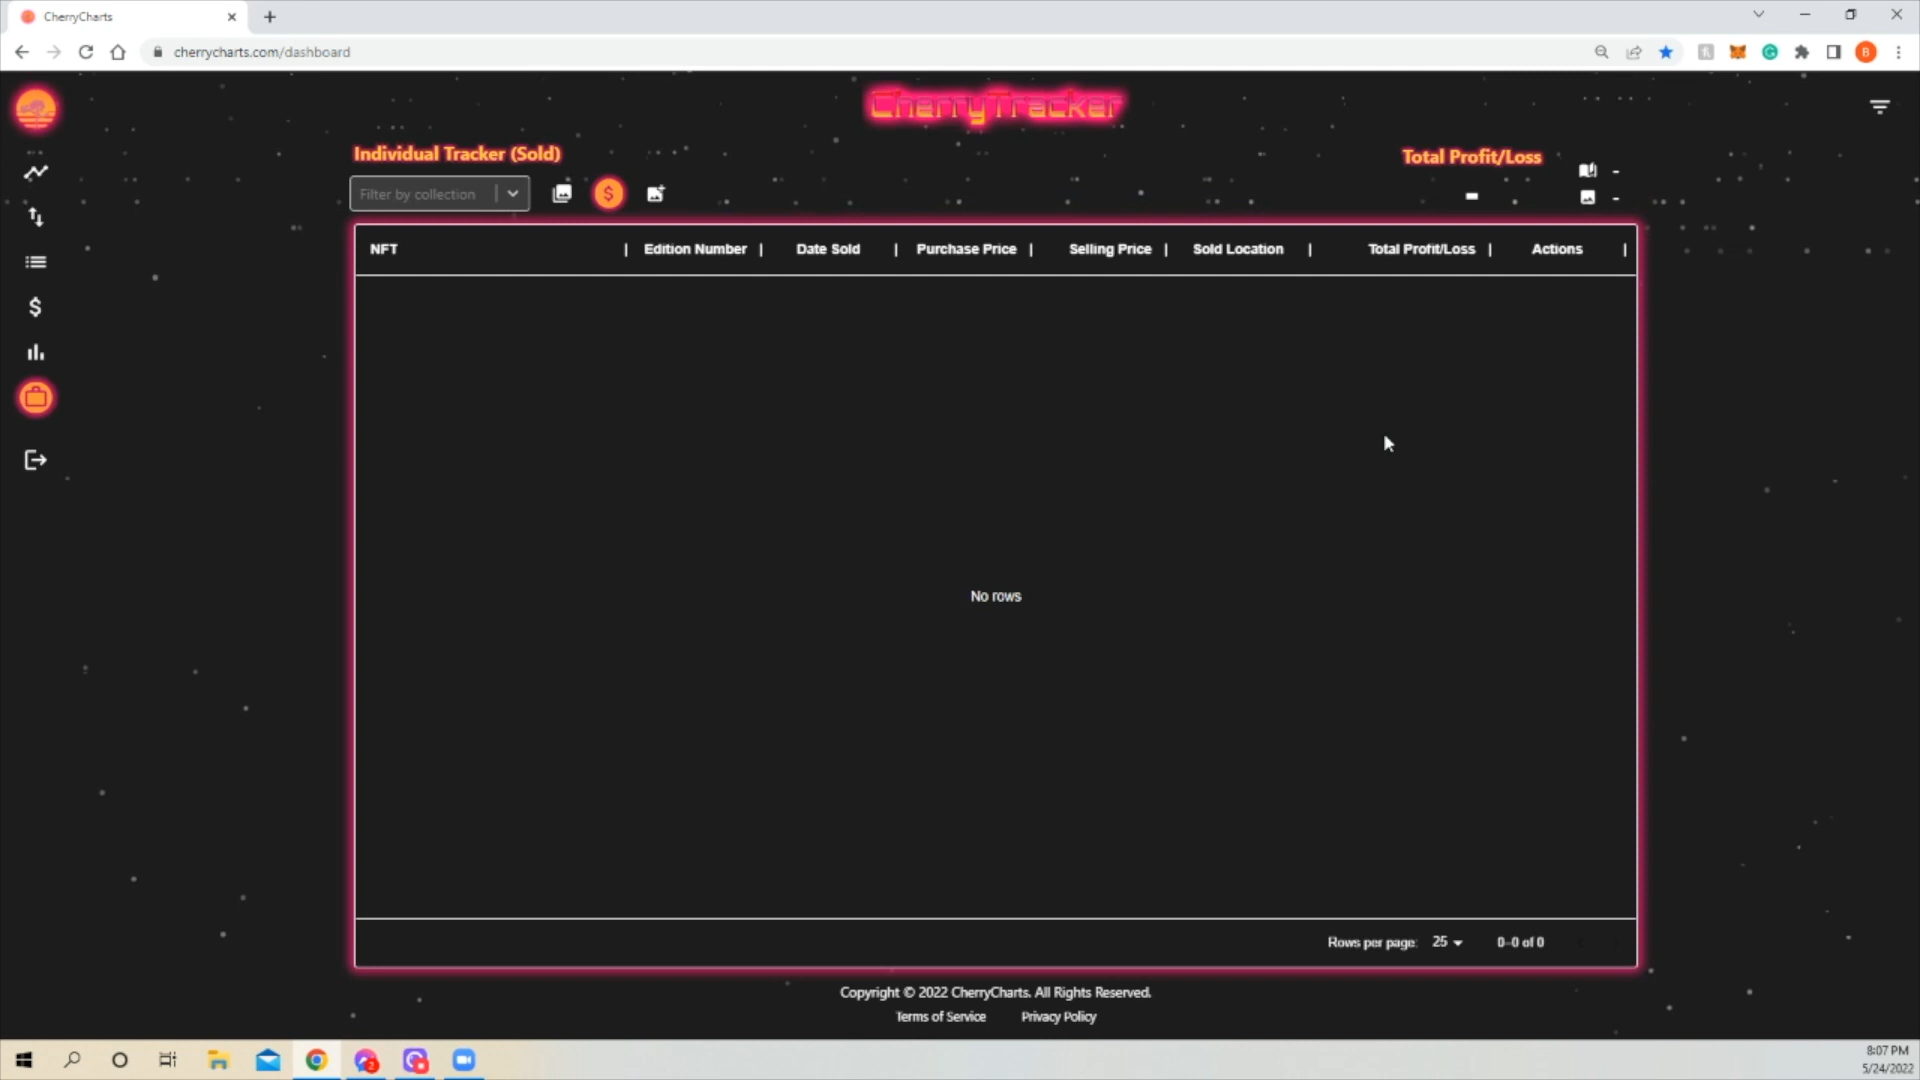 CherryCharts
cherrycharts.com/dashboard
B
CherryTracker
Individual Tracker (Sold)
Total Profit/Loss
-
Filter by collection
$
-
-
NFT | Edition Number | Date Sold | Purchase Price | Selling Price | Sold Location | Total Profit/Loss | Actions |
No rows
Rows per page: 25 0-0 of 0
Copyright © 2022 CherryCharts. All Rights Reserved.
Terms of Service Privacy Policy
2
8:07 PM
5/24/2022